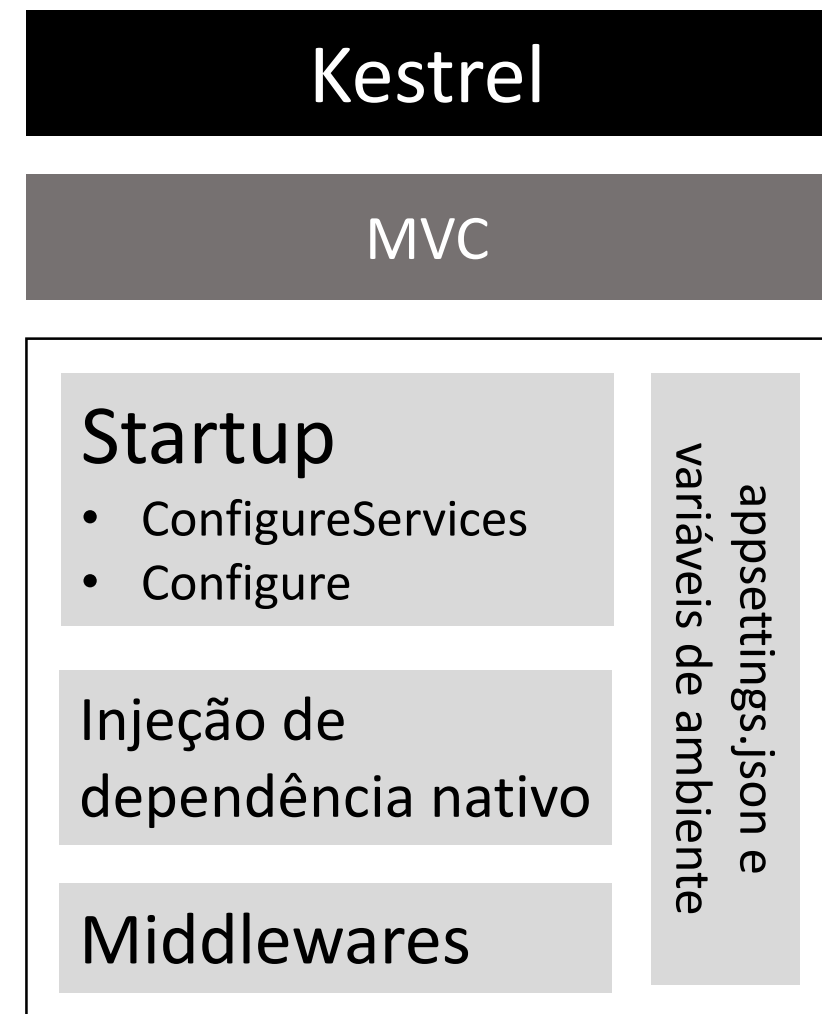 Kestrel
MVC
Startup
• ConfigureServices
• Configure
Injeção de
dependência nativo
Middlewares
appsettings.json e
variáveis de ambiente